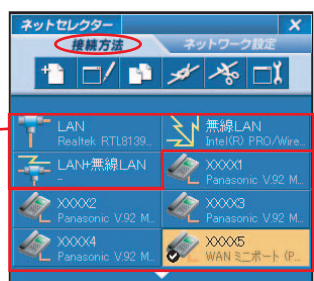 ネットセレクター
接続方法 ネットワーク設定
LAN
Realtek RTL8139...
無線LAN
Intel(R) PRO/Wire...
LAN+無線LAN
-
XXXX1
Panasonic V.92 M...
XXXX2
Panasonic V.92 M...
XXXX3
Panasonic V.92 M...
XXXX4
Panasonic V.92 M...
XXXX5
WAN ミニポート (P...